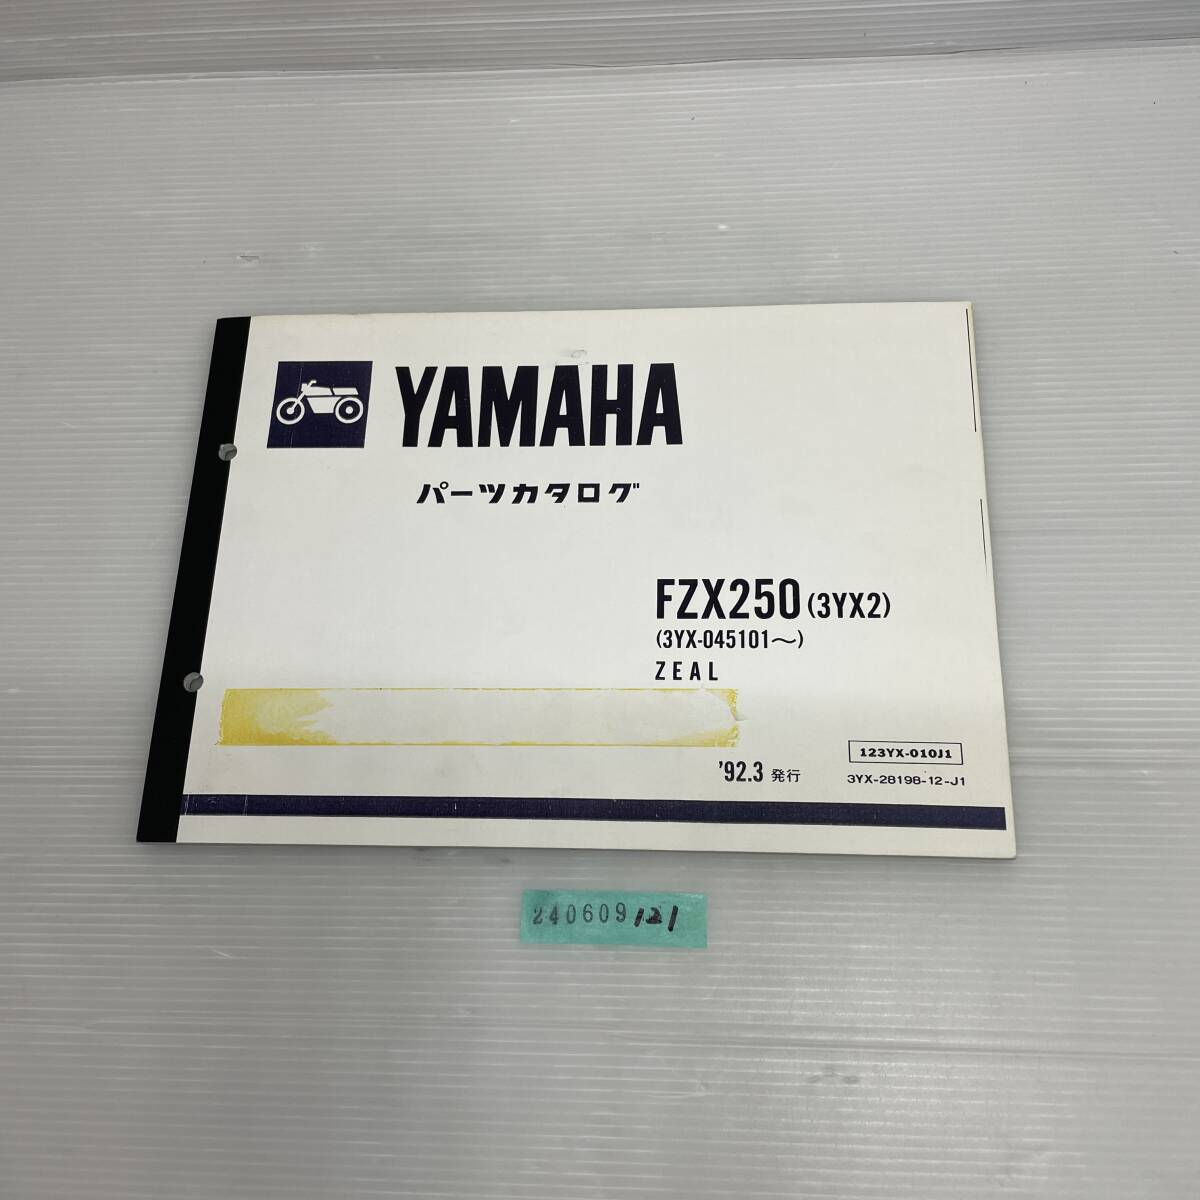 YAMAHA
パーツカタログ
FZX250 (3YX2)
(3YX-045101〜)
ZEAL
'92.3 発行
123YX-010J1
3YX-28198-12-J1
240609121